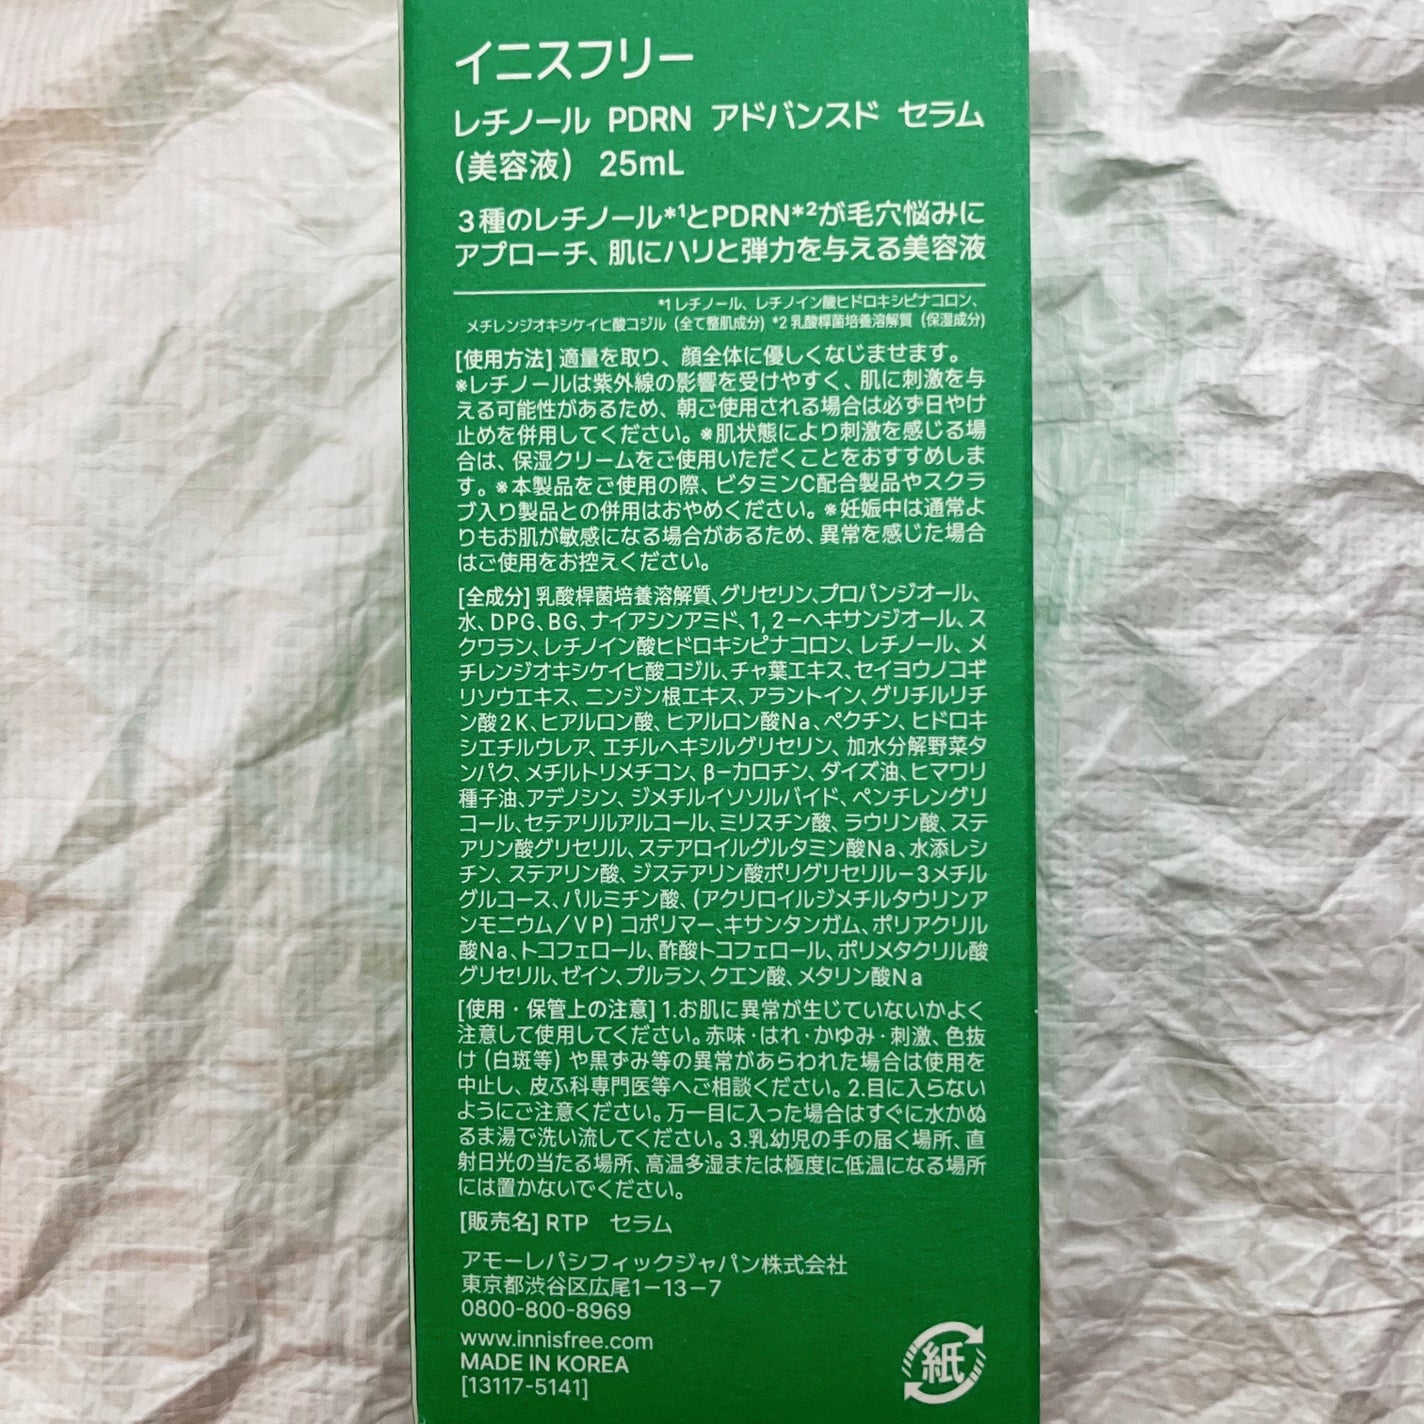 イニスフリー
レチノール PDRN アドバンスド セラム
(美容液) 25mL
3種のレチノール*1とPDRN*2が毛穴悩みに
アプローチ、肌にハリと弾力を与える美容液
*1 レチノール、レチノイン酸ヒドロキシピナコロン、
メチレンジオキシケイヒ酸コジル (全て整肌成分) *2 乳酸桿菌培養溶解質 (保湿成分)
[使用方法] 適量を取り、顔全体に優しくなじませます。
※レチノールは紫外線の影響を受けやすく、肌に刺激を与
える可能性があるため、朝ご使用される場合は必ず日やけ
止めを併用してください。※肌状態により刺激を感じる場
合は、保湿クリームをご使用いただくことをおすすめしま
す。※本製品をご使用の際、ビタミンC配合製品やスクラ
ブ入り製品との併用はおやめください。※妊娠中は通常よ
りもお肌が敏感になる場合があるため、異常を感じた場合
はご使用をお控えください。
[全成分] 乳酸桿菌培養溶解質、グリセリン、プロパンジオール、
水、DPG、BG、ナイアシンアミド、1,2-ヘキサンジオール、ス
クワラン、レチノイン酸ヒドロキシピナコロン、レチノール、メ
チレンジオキシケイヒ酸コジル、チャ葉エキス、セイヨウノコギ
リソウエキス、ニンジン根エキス、アラントイン、グリチルリチ
ン酸2K、ヒアルロン酸、ヒアルロン酸Na、ペクチン、ヒドロキ
シエチルウレア、エチルヘキシルグリセリン、加水分解野菜タ
ンパク、メチルトリメチコン、β-カロチン、ダイズ油、ヒマワリ
種子油、アデノシン、ジメチルイソソルバイド、ペンチレングリ
コール、セテアリルアルコール、ミリスチン酸、ラウリン酸、ステ
アリン酸グリセリル、ステアロイルグルタミン酸Na、水添レシ
チン、ステアリン酸、ジステアリン酸ポリグリセリル-3メチル
グルコース、パルミチン酸、(アクリロイルジメチルタウリンア
ンモニウム/VP) コポリマー、キサンタンガム、ポリアクリル
酸Na、トコフェロール、酢酸トコフェロール、ポリメタクリル酸
グリセリル、ゼイン、プルラン、クエン酸、メタリン酸Na
[使用・保管上の注意] 1.お肌に異常が生じていないかよく
注意して使用してください。赤味・はれ・かゆみ・刺激、色抜
け (白斑等) や黒ずみ等の異常があらわれた場合は使用を
中止し、皮ふ科専門医等へご相談ください。2.目に入らない
ようにご注意ください。万一目に入った場合はすぐに水かぬ
るま湯で洗い流してください。3.乳幼児の手の届く場所、直
射日光の当たる場所、高温多湿または極度に低温になる場所
には置かないでください。
[販売名] RTP セラム
アモーレパシフィックジャパン株式会社
東京都渋谷区広尾1-13-7
0800-800-8969
www.innisfree.com
MADE IN KOREA
[13117-5141]
紙